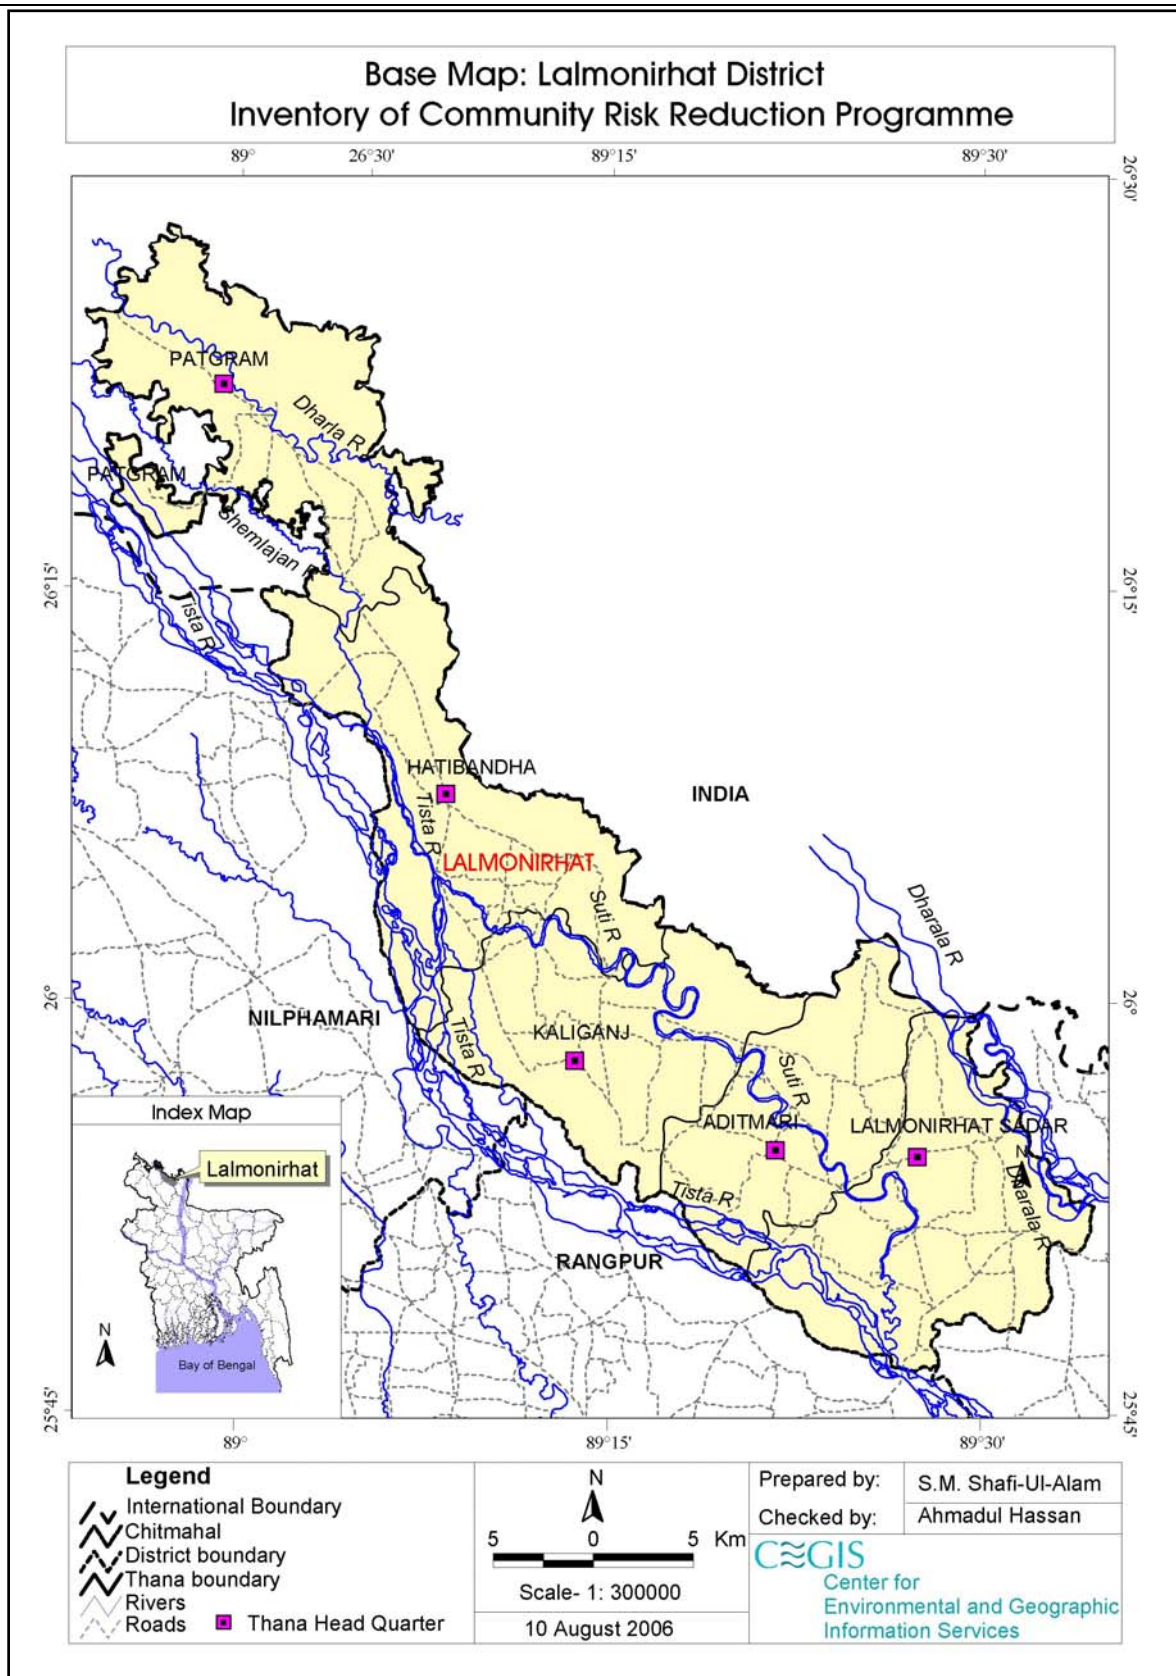 Base Map: Lalmonirhat District
Inventory of Community Risk Reduction Programme
89°
26°30'
89°15'
89°30'
26°30'
PATGRAM
Dharla R
PATGRAM
Shemlajan R
26°15'
26°15'
Tista R
HATIBANDHA
INDIA
Tista R
LALMONIRHAT
Suti R
Dharala R
26°
26°
NILPHAMARI
KALIGANJ
Tista R
Suti R
ADITMARI
LALMONIRHAT SADAR
N
Dharala R
Tista R
RANGPUR
Index Map
Lalmonirhat
N
Bay of Bengal
25°45'
25°45'
89°
89°15'
89°30'
Legend
International Boundary
Chitmahal
District boundary
Thana boundary
Rivers
Roads
Thana Head Quarter
N
5 0 5 Km
Scale- 1: 300000
10 August 2006
Prepared by: S.M. Shafi-Ul-Alam
Checked by: Ahmadul Hassan
CEGIS
Center for
Environmental and Geographic
Information Services